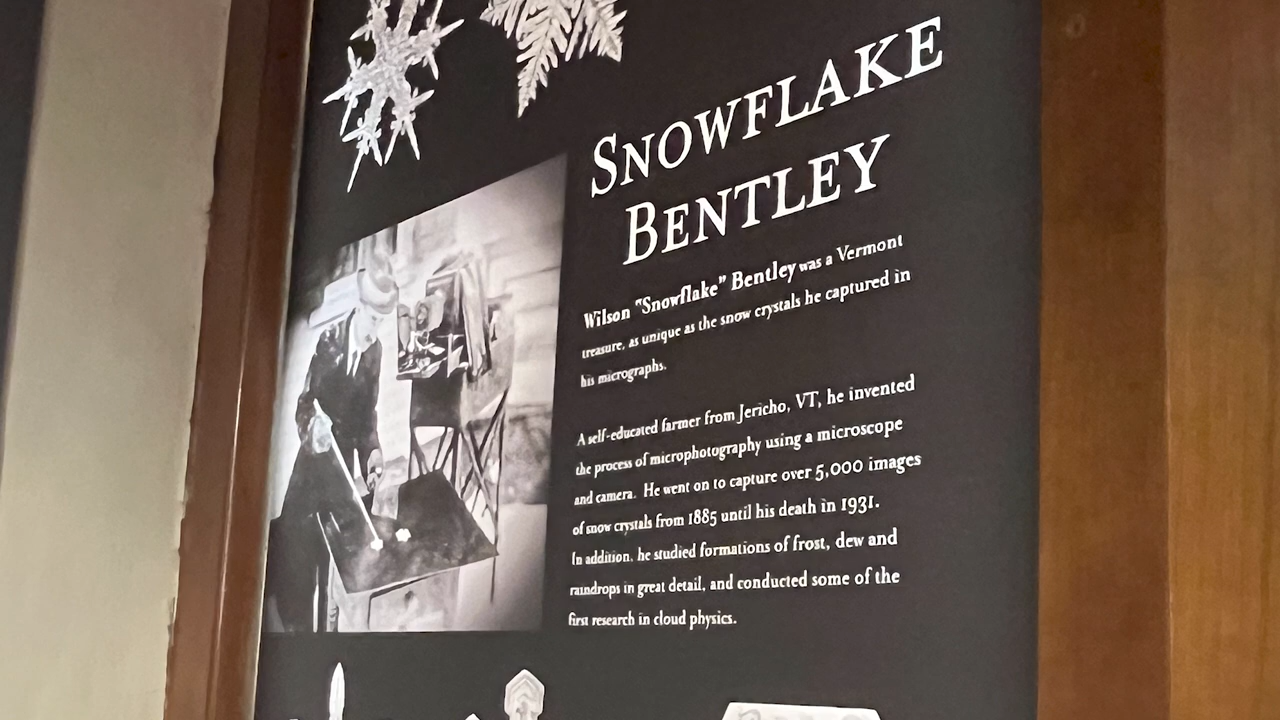 SNOWFLAKE
BENTLEY
Wilson "Snowflake" Bentley was a Vermont
treasure, as unique as the snow crystals he captured in
his micrographs.
A self-educated farmer from Jericho, VT, he invented
the process of microphotography using a microscope
and camera. He went on to capture over 5,000 images
of snow crystals from 1885 until his death in 1931.
In addition, he studied formations of frost, dew and
raindrops in great detail, and conducted some of the
first research in cloud physics.